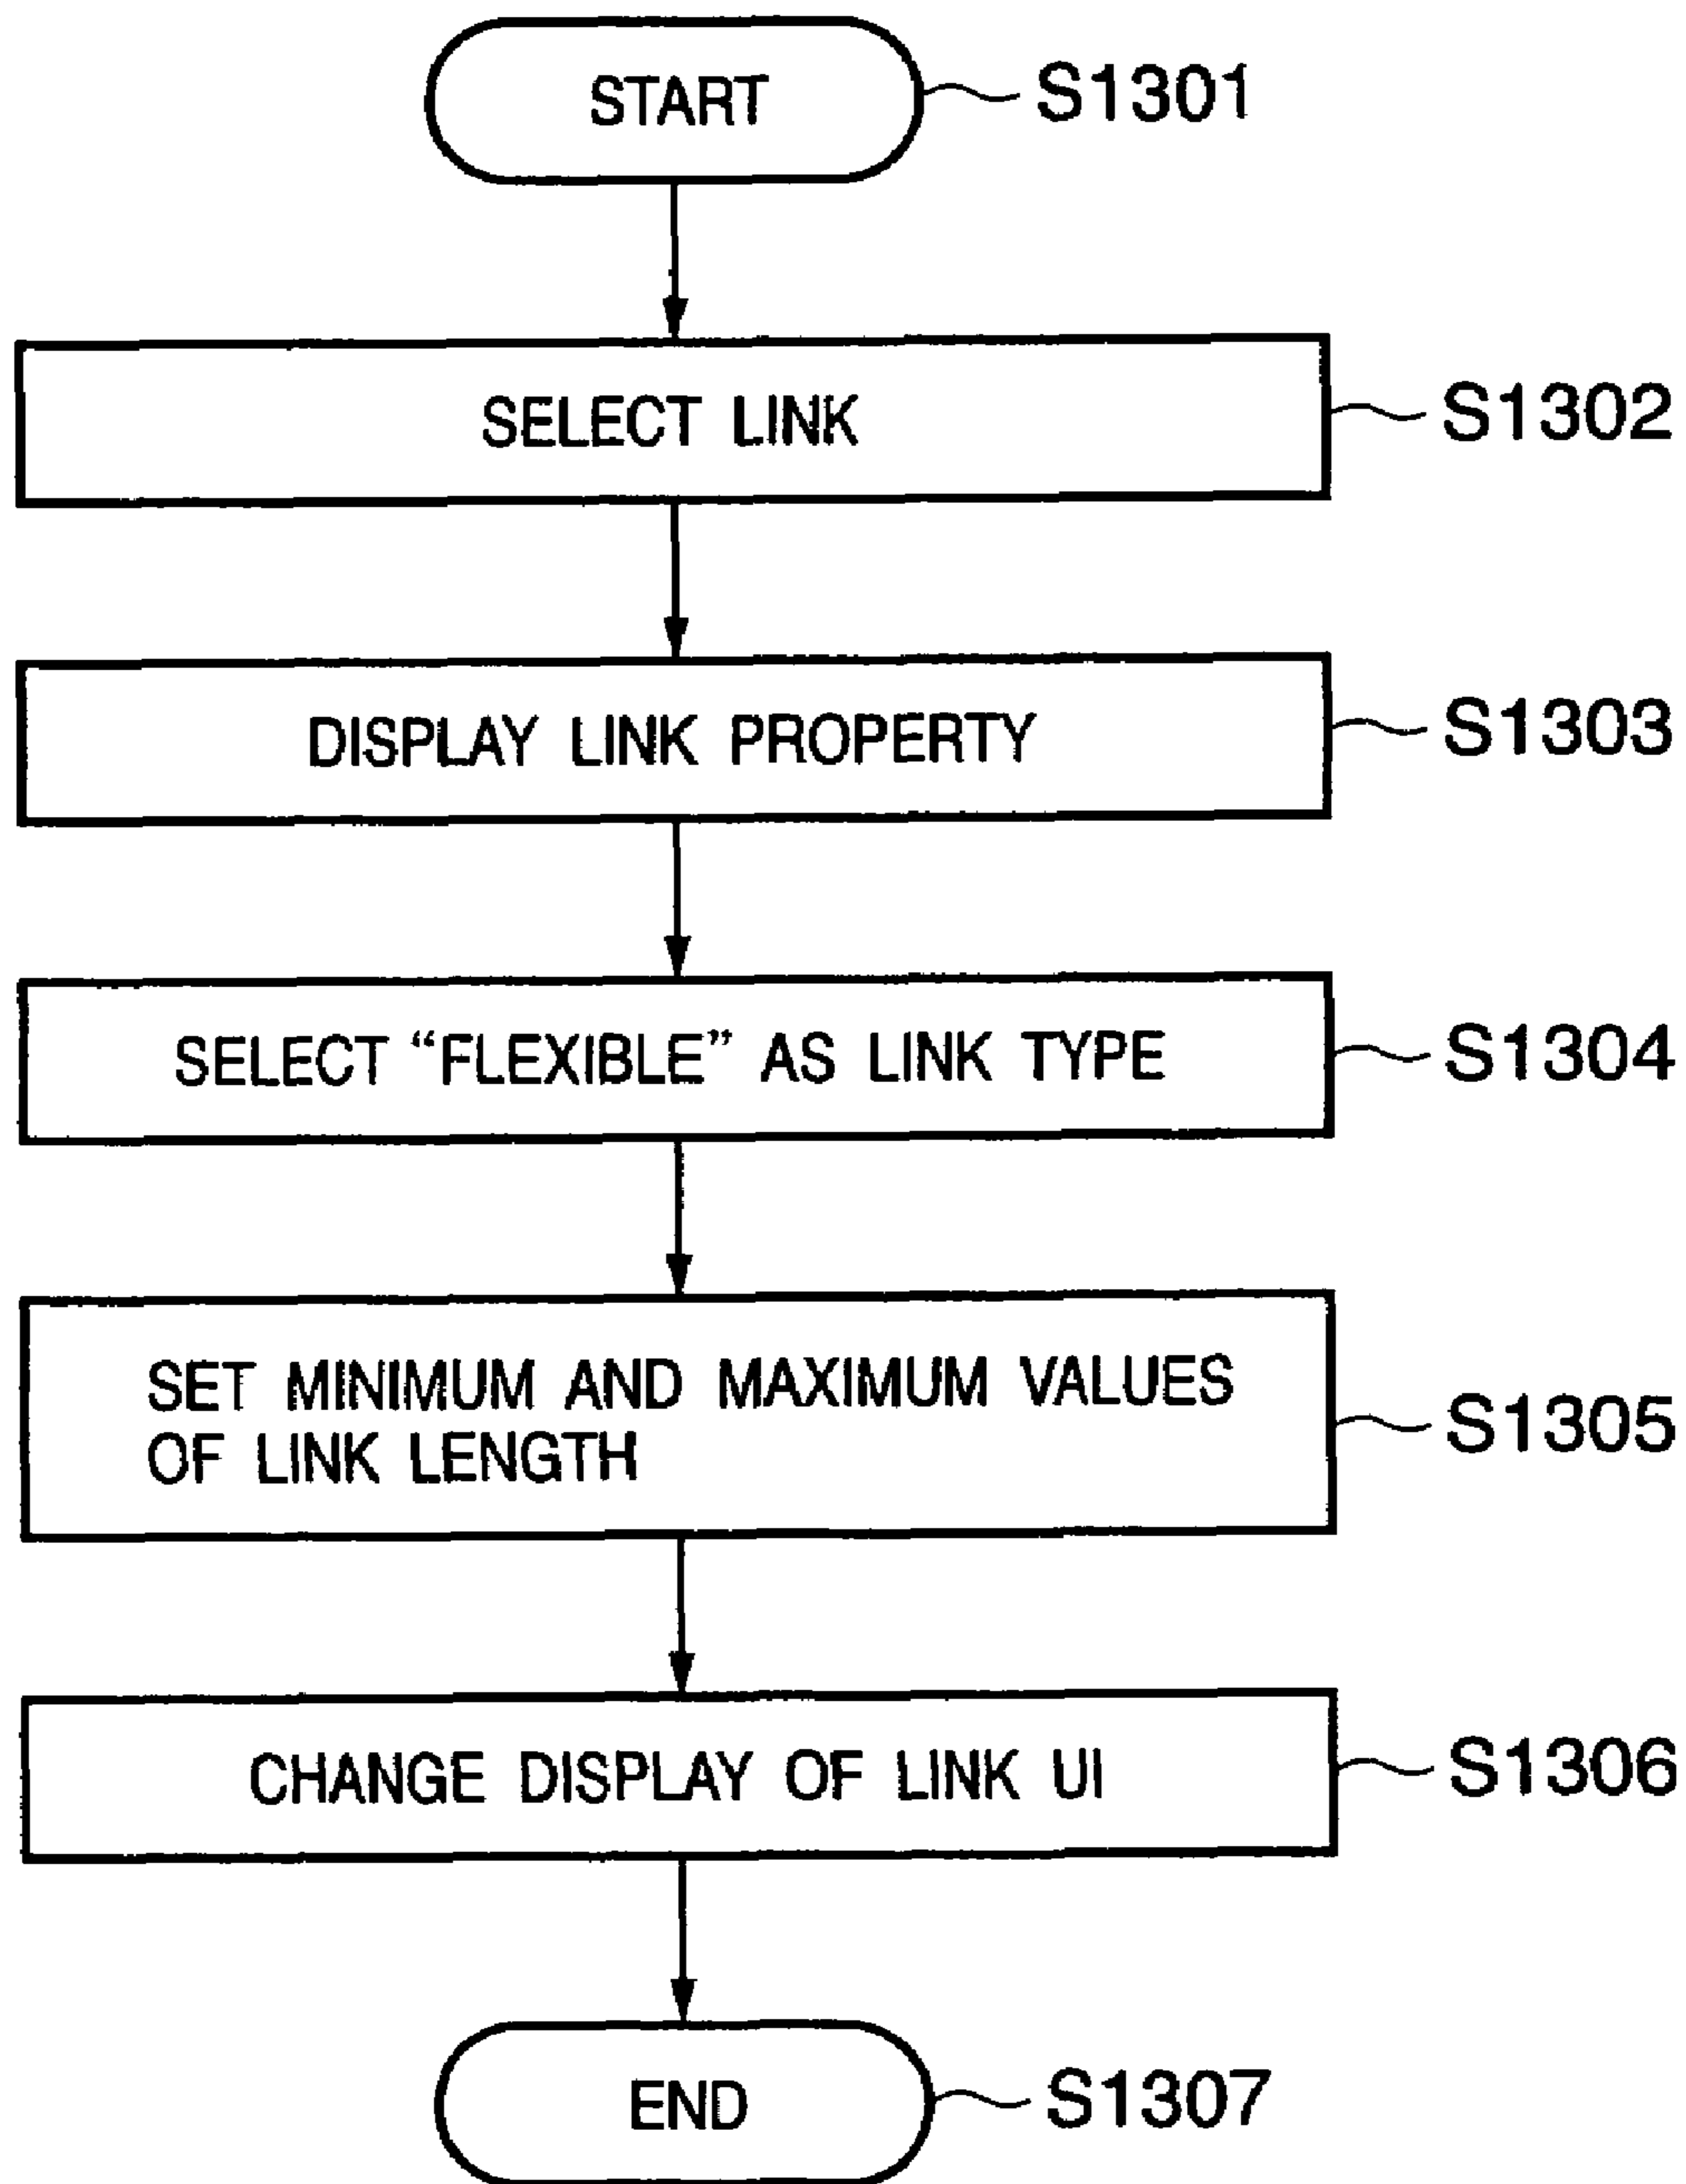 START
S1301
SELECT LINK
S1302
DISPLAY LINK PROPERTY
S1303
SELECT “FLEXIBLE” AS LINK TYPE
S1304
SET MINIMUM AND MAXIMUM VALUES
OF LINK LENGTH
S1305
CHANGE DISPLAY OF LINK UI
S1306
END
S1307